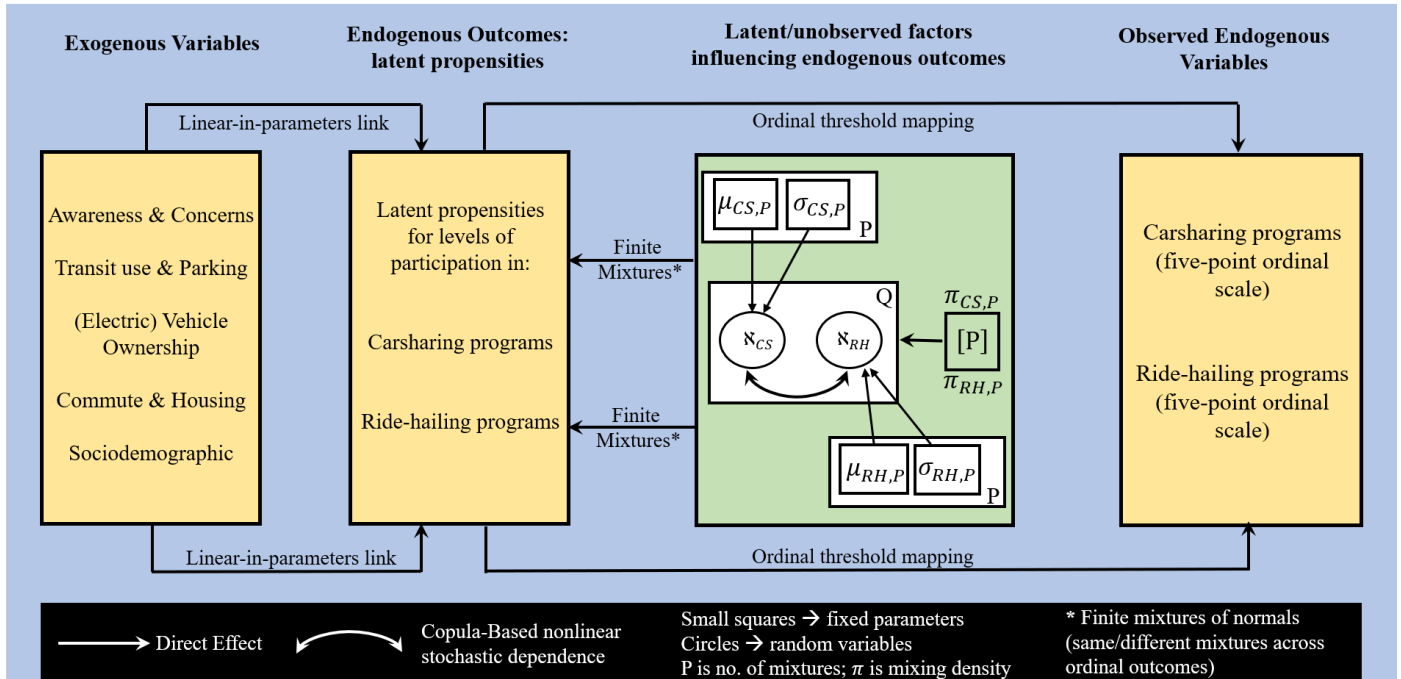 Exogenous Variables
Endogenous Outcomes:
latent propensities
Latent/unobserved factors
influencing endogenous outcomes
Observed Endogenous
Variables
Linear-in-parameters link
Ordinal threshold mapping
Awareness & Concerns
Transit use & Parking
(Electric) Vehicle
Ownership
Commute & Housing
Sociodemographic
Latent propensities
for levels of
participation in:
Carsharing programs
Ride-hailing programs
Finite
Mixtures*
Finite
Mixtures*
μCS,P
σCS,P
P
Q
ℵCS
ℵRH
πCS,P
[P]
πRH,P
μRH,P
σRH,P
P
Carsharing programs
(five-point ordinal
scale)
Ride-hailing programs
(five-point ordinal
scale)
Linear-in-parameters link
Ordinal threshold mapping
Direct Effect
Copula-Based nonlinear
stochastic dependence
Small squares → fixed parameters
Circles → random variables
P is no. of mixtures; π is mixing density
* Finite mixtures of normals
(same/different mixtures across
ordinal outcomes)